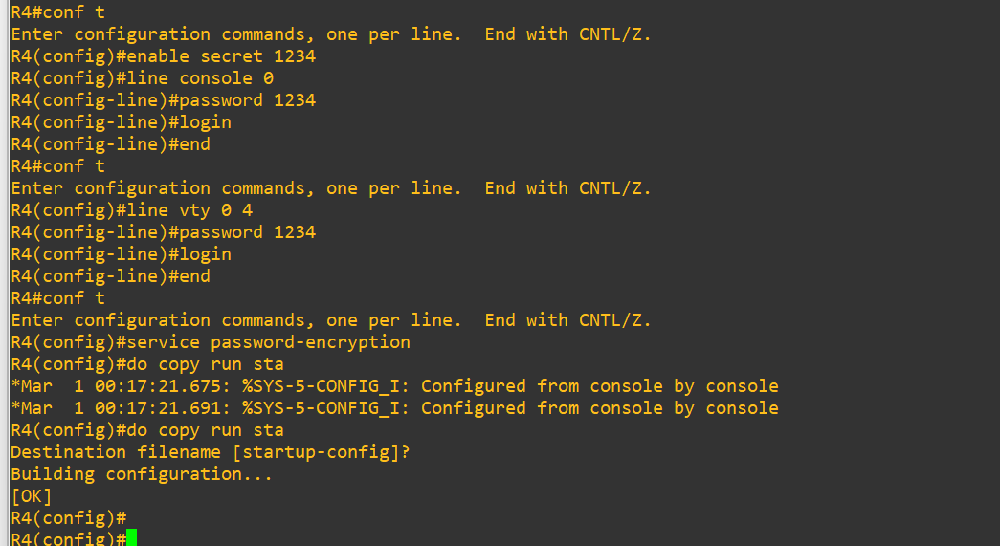 R4#conf t
Enter configuration commands, one per line.  End with CNTL/Z.
R4(config)#enable secret 1234
R4(config)#line console 0
R4(config-line)#password 1234
R4(config-line)#login
R4(config-line)#end
R4#conf t
Enter configuration commands, one per line.  End with CNTL/Z.
R4(config)#line vty 0 4
R4(config-line)#password 1234
R4(config-line)#login
R4(config-line)#end
R4#conf t
Enter configuration commands, one per line.  End with CNTL/Z.
R4(config)#service password-encryption
R4(config)#do copy run sta
*Mar  1 00:17:21.675: %SYS-5-CONFIG_I: Configured from console by console
*Mar  1 00:17:21.691: %SYS-5-CONFIG_I: Configured from console by console
R4(config)#do copy run sta
Destination filename [startup-config]?
Building configuration...
[OK]
R4(config)#
R4(config)#